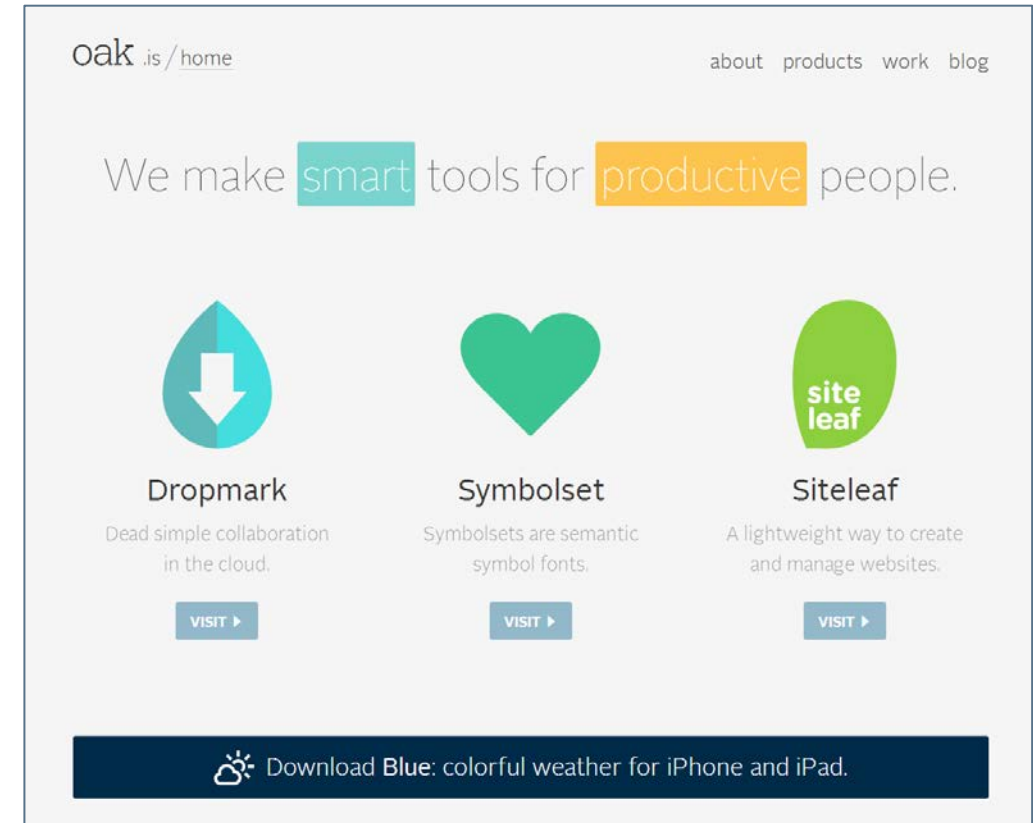 oak .is / home
about products work blog
We make smart tools for productive people.
site
leaf
Dropmark
Dead simple collaboration
in the cloud.
VISIT
Symbolset
Symbolsets are semantic
symbol fonts.
VISIT
Siteleaf
A lightweight way to create
and manage websites.
VISIT
Download Blue: colorful weather for iPhone and iPad.